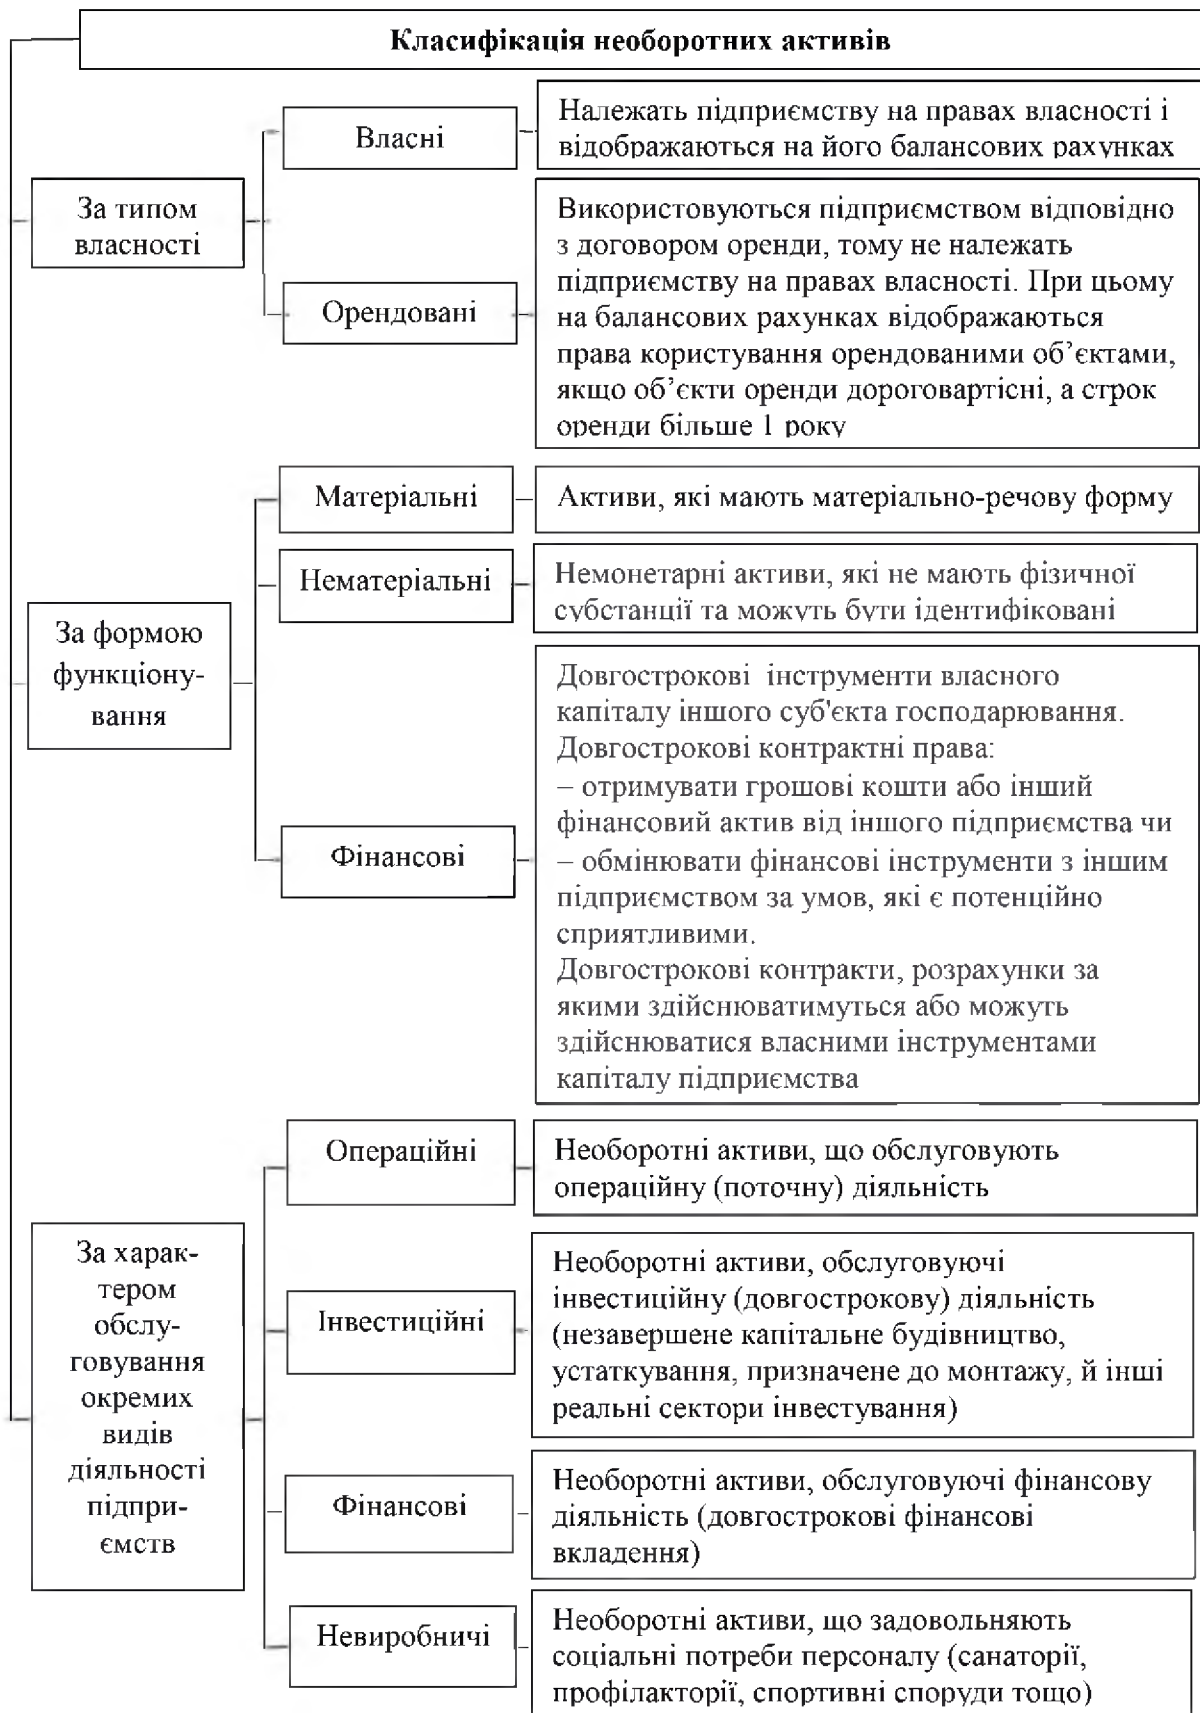 Класифікація необоротних активів
За типом
власності
Власні
Належать підприємству на правах власності і
відображаються на його балансових рахунках
Орендовані
Використовуються підприємством відповідно
з договором оренди, тому не належать
підприємству на правах власності. При цьому
на балансових рахунках відображаються
права користування орендованими об’єктами,
якщо об’єкти оренди дороговартісні, а строк
оренди більше 1 року
За формою
функціону-
вання
Матеріальні
Активи, які мають матеріально-речову форму
Нематеріальні
Немонетарні активи, які не мають фізичної
субстанції та можуть бути ідентифіковані
Фінансові
Довгострокові інструменти власного
капіталу іншого суб'єкта господарювання.
Довгострокові контрактні права:
– отримувати грошові кошти або інший
фінансовий актив від іншого підприємства чи
– обмінювати фінансові інструменти з іншим
підприємством за умов, які є потенційно
сприятливими.
Довгострокові контракти, розрахунки за
якими здійснюватимуться або можуть
здійснюватися власними інструментами
капіталу підприємства
За харак-
тером
обслу-
говування
окремих
видів
діяльності
підпри-
ємств
Операційні
Необоротні активи, що обслуговують
операційну (поточну) діяльність
Інвестиційні
Необоротні активи, обслуговуючі
інвестиційну (довгострокову) діяльність
(незавершене капітальне будівництво,
устаткування, призначене до монтажу, й інші
реальні сектори інвестування)
Фінансові
Необоротні активи, обслуговуючі фінансову
діяльність (довгострокові фінансові
вкладення)
Невиробничі
Необоротні активи, що задовольняють
соціальні потреби персоналу (санаторії,
профілакторії, спортивні споруди тощо)